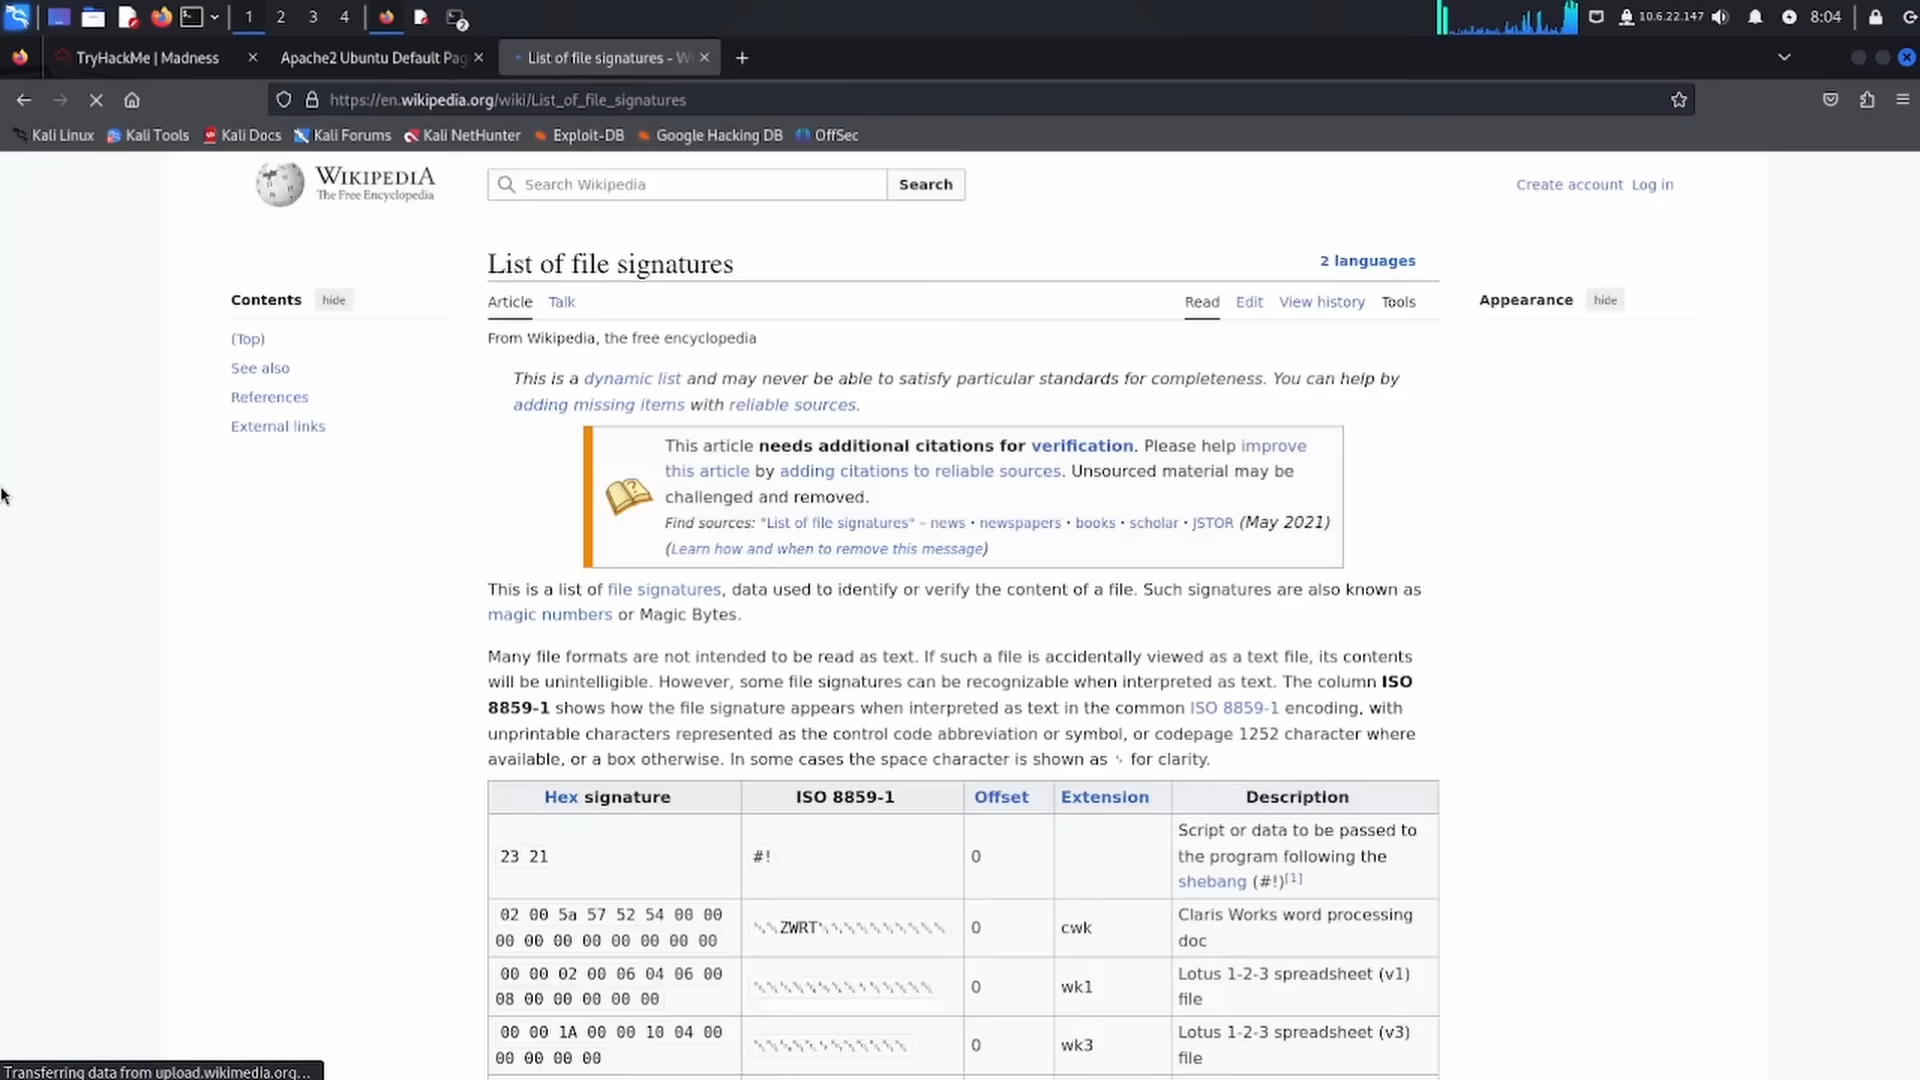 1 2 3 4 2 10.6.22.147 8:04
TryHackMe | Madness Apache2 Ubuntu Default Pag List of file signatures - W
https://en.wikipedia.org/wiki/List_of_file_signatures
Kali Linux Kali Tools Kali Docs Kali Forums Kali NetHunter Exploit-DB Google Hacking DB OffSec
WIKIPEDIA
The Free Encyclopedia
Search Wikipedia Search Create account Log in
List of file signatures 2 languages
Contents hide Article Talk Read Edit View history Tools Appearance hide
From Wikipedia, the free encyclopedia
(Top)
See also
References
External links
This is a dynamic list and may never be able to satisfy particular standards for completeness. You can help by
adding missing items with reliable sources.
This article needs additional citations for verification. Please help improve
this article by adding citations to reliable sources. Unsourced material may be
challenged and removed.
Find sources: "List of file signatures" – news · newspapers · books · scholar · JSTOR (May 2021)
(Learn how and when to remove this message)
This is a list of file signatures, data used to identify or verify the content of a file. Such signatures are also known as
magic numbers or Magic Bytes.
Many file formats are not intended to be read as text. If such a file is accidentally viewed as a text file, its contents
will be unintelligible. However, some file signatures can be recognizable when interpreted as text. The column ISO
8859-1 shows how the file signature appears when interpreted as text in the common ISO 8859-1 encoding, with
unprintable characters represented as the control code abbreviation or symbol, or codepage 1252 character where
available, or a box otherwise. In some cases the space character is shown as for clarity.
Hex signature ISO 8859-1 Offset Extension Description
23 21 #! 0 Script or data to be passed to
the program following the
shebang (#!)[1]
02 00 5a 57 52 54 00 00
00 00 00 00 00 00 00 00 ZWRT 0 cwk Claris Works word processing
doc
00 00 02 00 06 04 06 00
08 00 00 00 00 00 0 wk1 Lotus 1-2-3 spreadsheet (v1)
file
00 00 1A 00 00 10 04 00
00 00 00 00 0 wk3 Lotus 1-2-3 spreadsheet (v3)
file
Transferring data from upload.wikimedia.org...